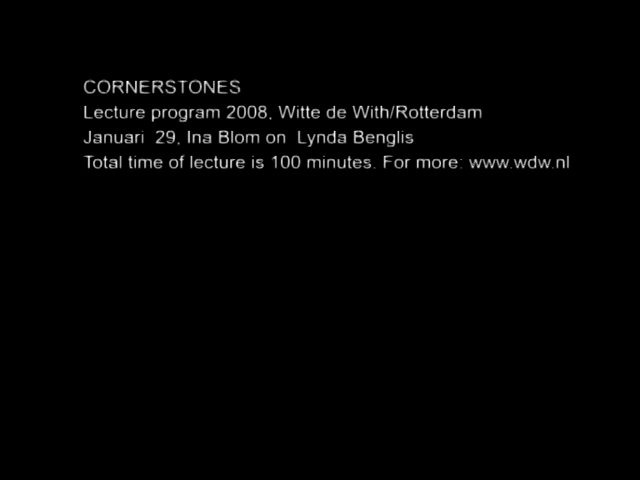 CORNERSTONES
Lecture program 2008, Witte de With/Rotterdam
Januari  29, Ina Blom on  Lynda Benglis
Total time of lecture is 100 minutes. For more: www.wdw.nl